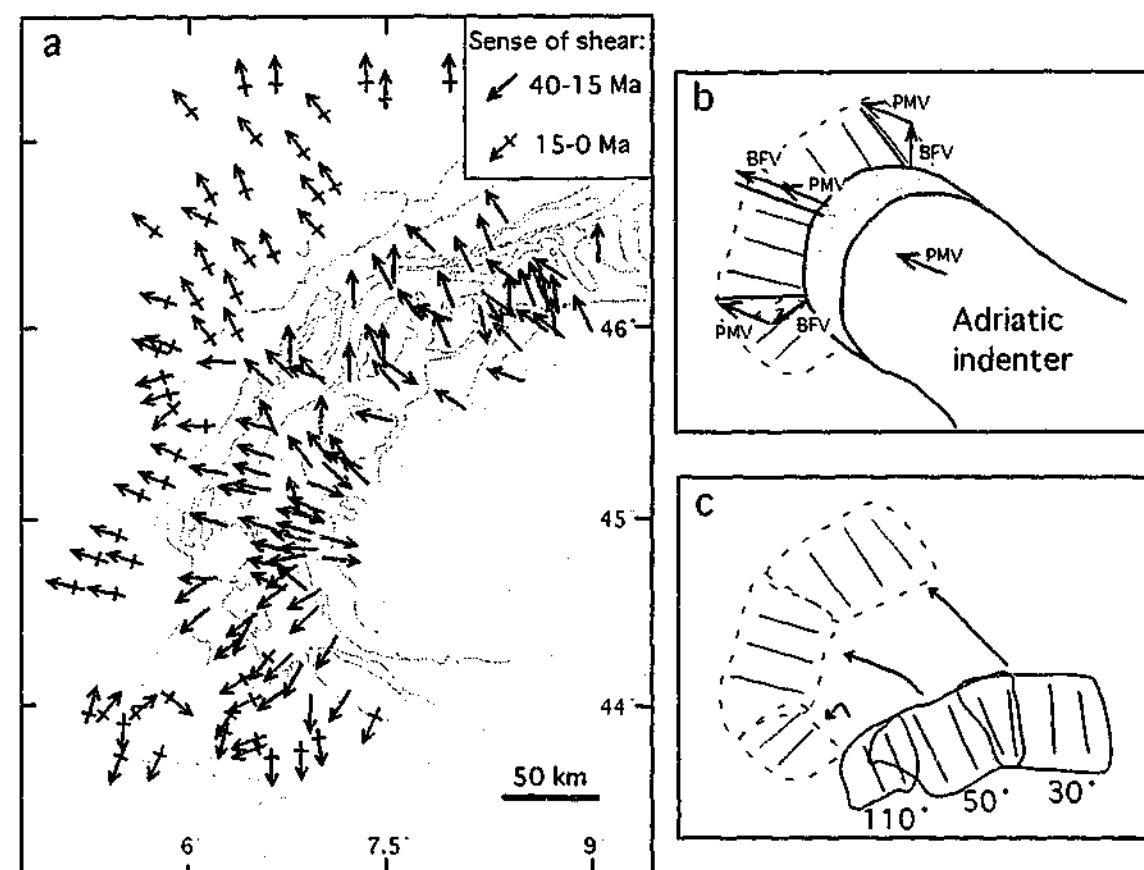 a
Sense of shear:
40-15 Ma
15-0 Ma
46°
45°
44°
50 km
6°
7.5°
9°
b
PMV
BFV
BFV
PMV
PMV
PMV
BFV
Adriatic
indenter
c
110°
50°
30°